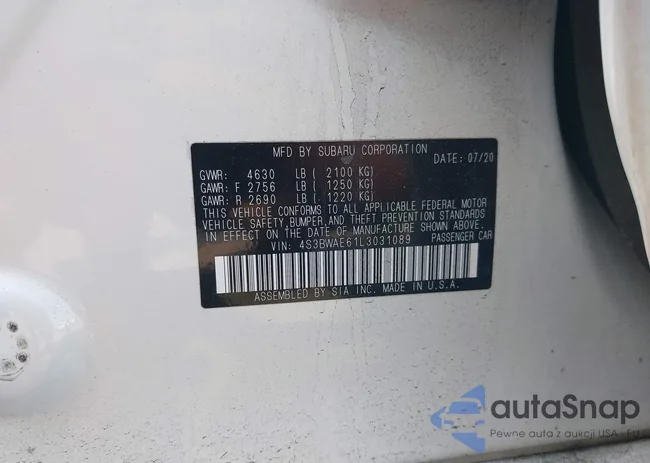 MFD BY SUBARU CORPORATION
DATE: 07/20
GVWR: 4630 LB ( 2100 KG)
GAWR: F 2756 LB ( 1250 KG)
GAWR: R 2690 LB ( 1220 KG)
THIS VEHICLE CONFORMS TO ALL APPLICABLE FEDERAL MOTOR
VEHICLE SAFETY, BUMPER, AND THEFT PREVENTION STANDARDS
IN EFFECT ON THE DATE OF MANUFACTURE SHOWN ABOVE.
VIN: 4S3BWAE61L3031089 PASSENGER CAR
ASSEMBLED BY SIA INC. MADE IN U.S.A.
autoSnap
Pewne auta z aukcji USA - EU